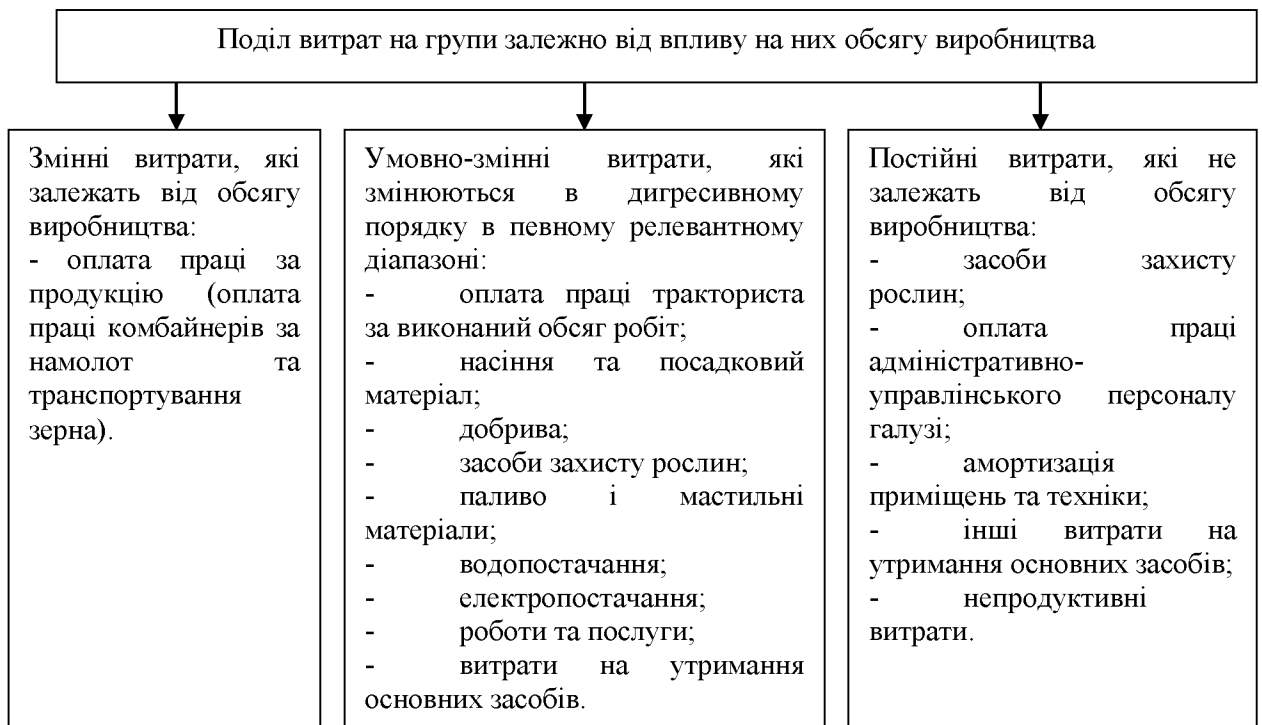 Поділ витрат на групи залежно від впливу на них обсягу виробництва
Змінні витрати, які
залежать від обсягу
виробництва:
- оплата праці за
продукцію (оплата
праці комбайнерів за
намолот та
транспортування
зерна).
Умовно-змінні витрати, які
змінюються в дигресивному
порядку в певному релевантному
діапазоні:
- оплата праці тракториста
за виконаний обсяг робіт;
- насіння та посадковий
матеріал;
- добрива;
- засоби захисту рослин;
- паливо і мастильні
матеріали;
- водопостачання;
- електропостачання;
- роботи та послуги;
- витрати на утримання
основних засобів.
Постійні витрати, які не
залежать від обсягу
виробництва:
- засоби захисту
рослин;
- оплата праці
адміністративно-
управлінського персоналу
галузі;
- амортизація
приміщень та техніки;
- інші витрати на
утримання основних засобів;
- непродуктивні
витрати.